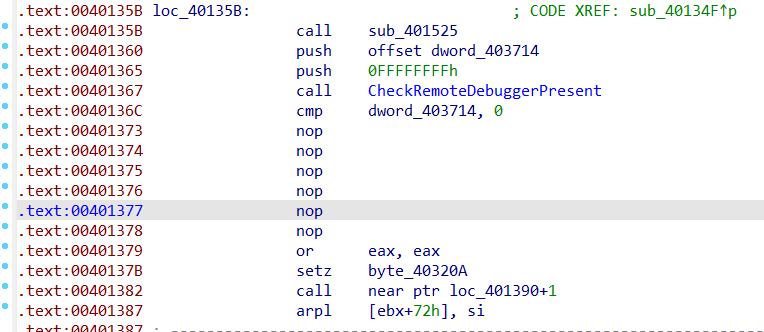 .text:0040135B loc_40135B: ; CODE XREF: sub_40134F↑p
.text:0040135B call sub_401525
.text:00401360 push offset dword_403714
.text:00401365 push 0FFFFFFFFh
.text:00401367 call CheckRemoteDebuggerPresent
.text:0040136C cmp dword_403714, 0
.text:00401373 nop
.text:00401374 nop
.text:00401375 nop
.text:00401376 nop
.text:00401377 nop
.text:00401378 nop
.text:00401379 or eax, eax
.text:0040137B setz byte_40320A
.text:00401382 call near ptr loc_401390+1
.text:00401387 arpl [ebx+72h], si
.text:00401387 ; ---------------------------------------------------------------------------